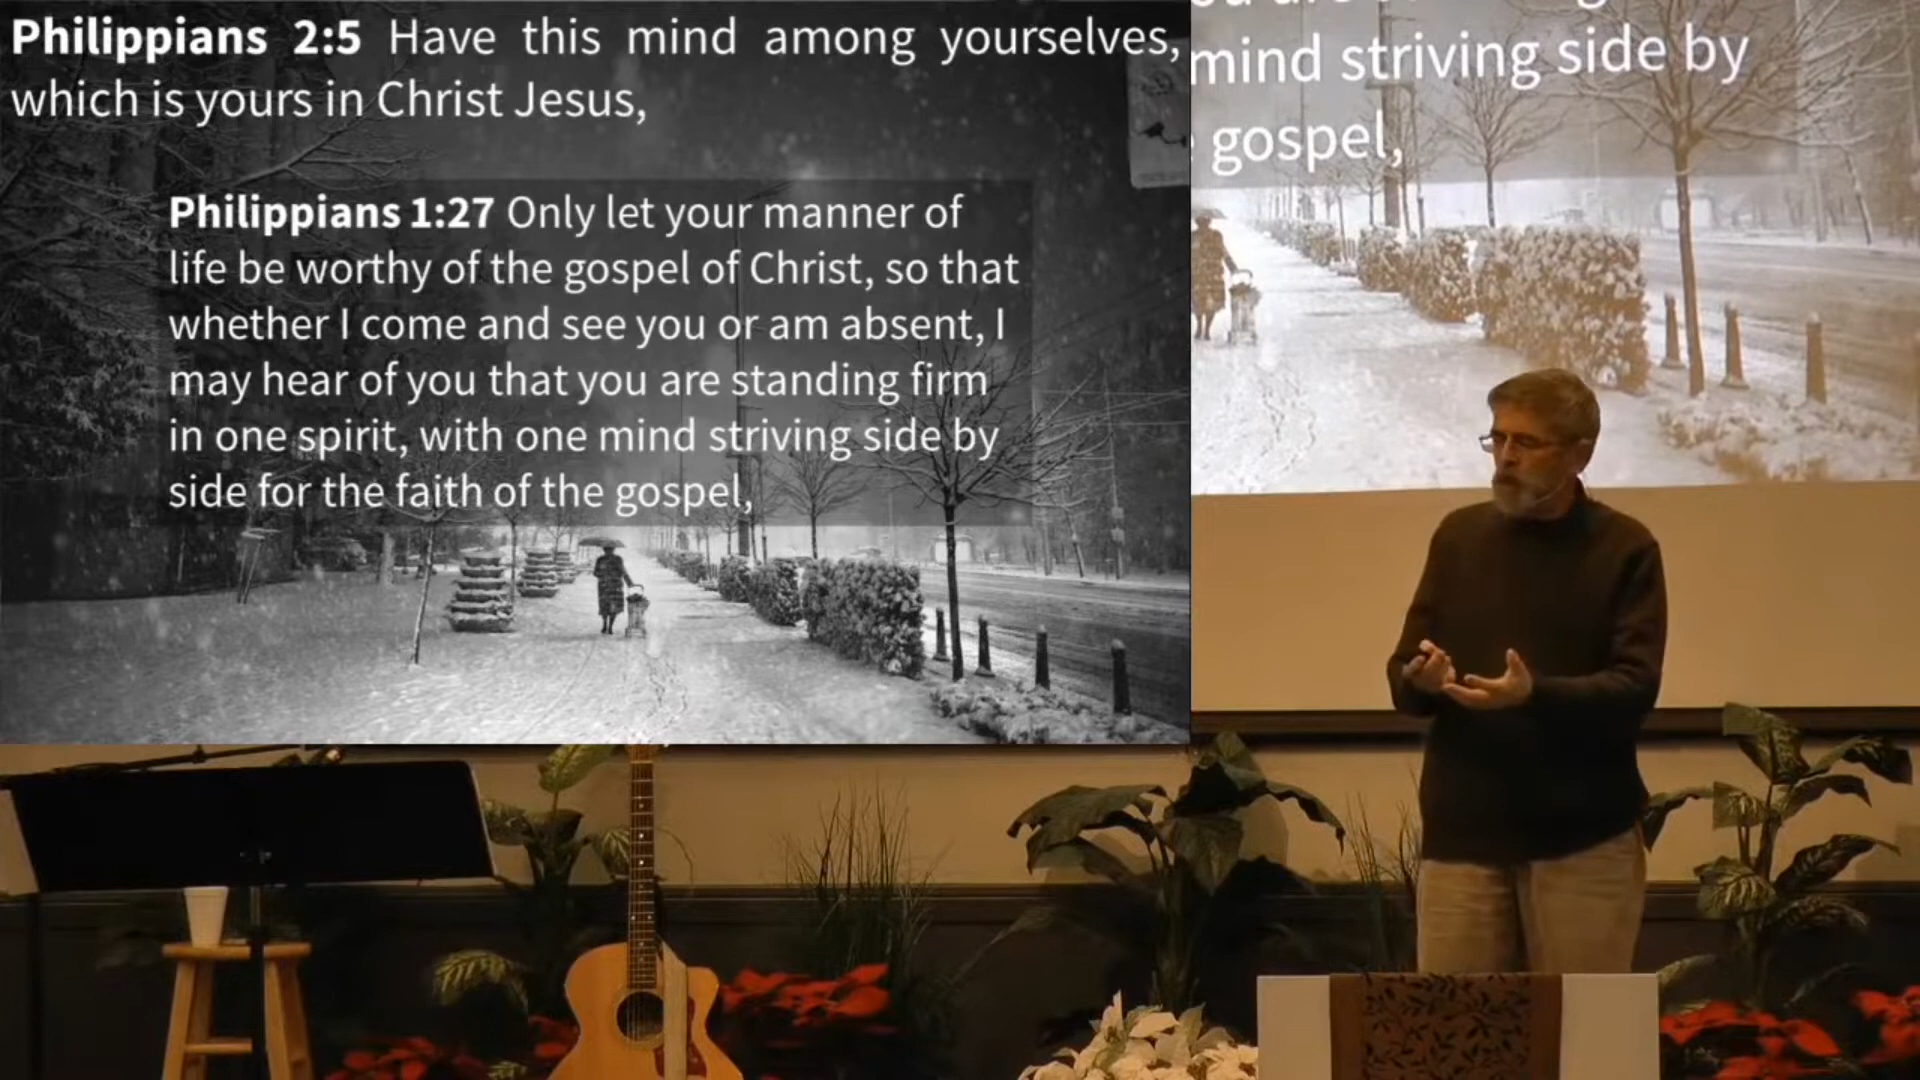 Philippians 2:5 Have this mind among yourselves,
which is yours in Christ Jesus,
Philippians 1:27 Only let your manner of
life be worthy of the gospel of Christ, so that
whether I come and see you or am absent, I
may hear of you that you are standing firm
in one spirit, with one mind striving side by
side for the faith of the gospel,
mind striving side by
gospel,